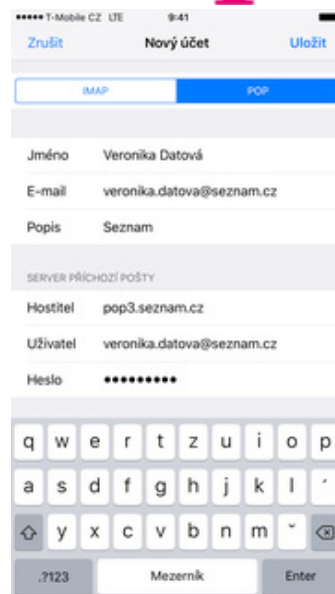 T-Mobile CZ LTE 9:41
Zrušit Nový účet Uložit
IMAP POP
Jméno Veronika Datová
E-mail veronika.datova@seznam.cz
Popis Seznam
SERVER PŘÍCHOZÍ POŠTY
Hostitel pop3.seznam.cz
Uživatel veronika.datova@seznam.cz
Heslo •••••••••
q w e r t z u i o p
a s d f g h j k l ´
y x c v b n m ˇ
.?123 Mezerník Enter